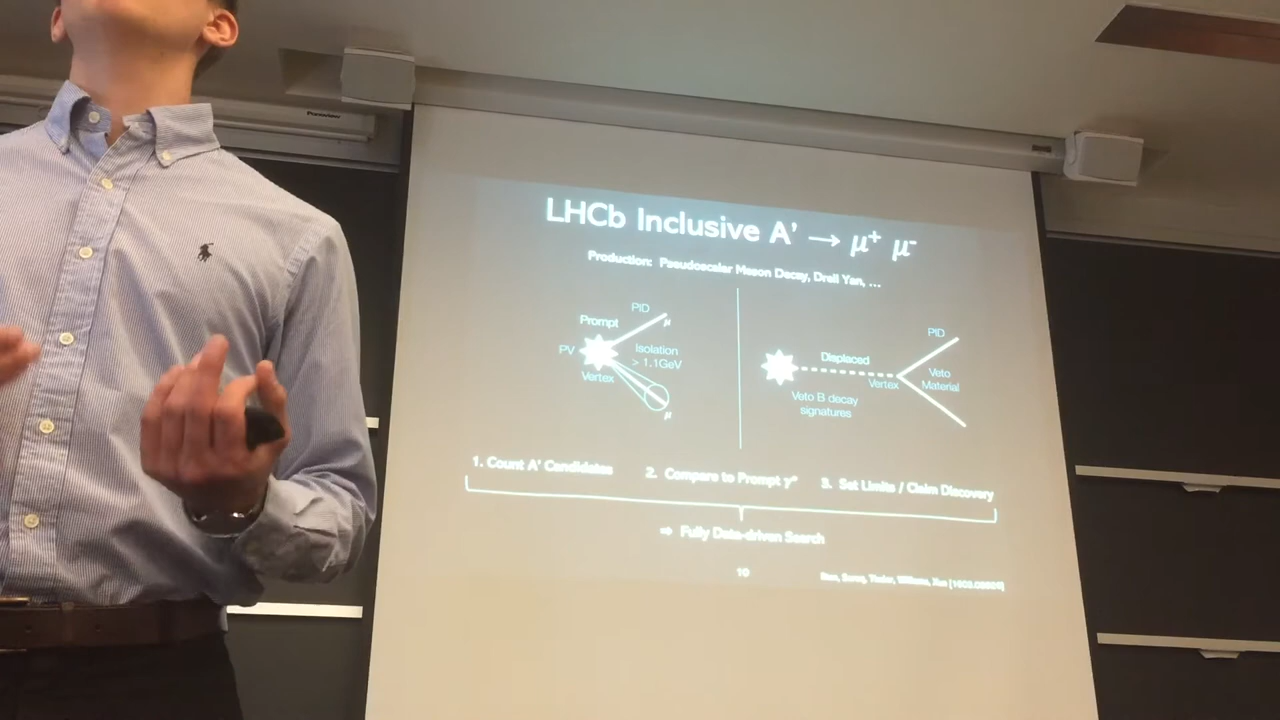 LHCb Inclusive A' → μ⁺ μ⁻
Production: Pseudoscalar Meson Decay, Drell Yan, ...
PID
μ
Prompt
PV
Isolation
> 1.1GeV
Vertex
μ
PID
Displaced
Vertex
Veto
Material
Veto B decay
signatures
1. Count A' Candidates
2. Compare to Prompt γ*
3. Set Limits / Claim Discovery
⇒ Fully Data-driven Search
10
Thaler, Williams,